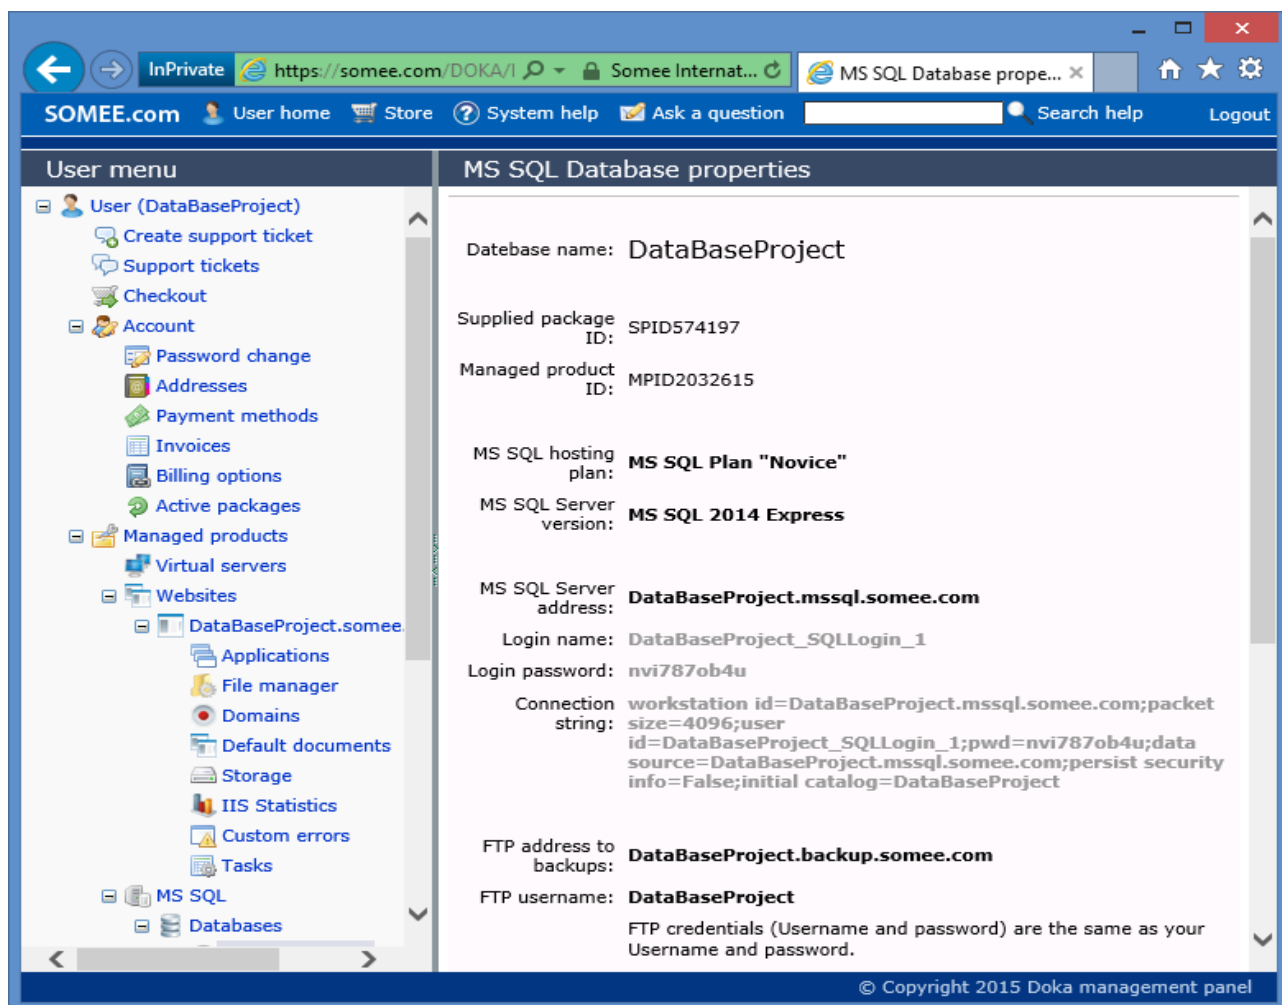 InPrivate https://somee.com/DOKA/ Somee Internat... MS SQL Database prope...
SOMEE.com User home Store System help Ask a question Search help Logout
User menu
User (DataBaseProject)
Create support ticket
Support tickets
Checkout
Account
Password change
Addresses
Payment methods
Invoices
Billing options
Active packages
Managed products
Virtual servers
Websites
DataBaseProject.somee.
Applications
File manager
Domains
Default documents
Storage
IIS Statistics
Custom errors
Tasks
MS SQL
Databases
MS SQL Database properties
Datebase name: DataBaseProject
Supplied package
ID: SPID574197
Managed product
ID: MPID2032615
MS SQL hosting
plan: MS SQL Plan "Novice"
MS SQL Server
version: MS SQL 2014 Express
MS SQL Server
address: DataBaseProject.mssql.somee.com
Login name: DataBaseProject_SQLLogin_1
Login password: nvi787ob4u
Connection string: workstation id=DataBaseProject.mssql.somee.com;packet
size=4096;user
id=DataBaseProject_SQLLogin_1;pwd=nvi787ob4u;data
source=DataBaseProject.mssql.somee.com;persist security
info=False;initial catalog=DataBaseProject
FTP address to
backups: DataBaseProject.backup.somee.com
FTP username: DataBaseProject
FTP credentials (Username and password) are the same as your
Username and password.
© Copyright 2015 Doka management panel